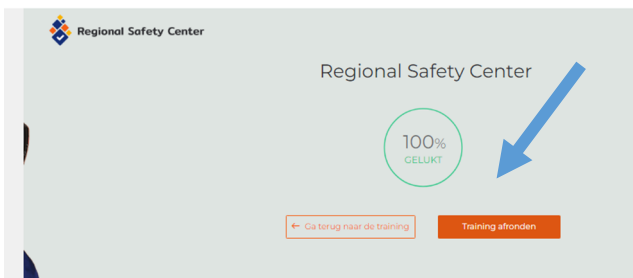 Regional Safety Center
Regional Safety Center
100%
GELUKT
← Ga terug naar de training
Training afronden